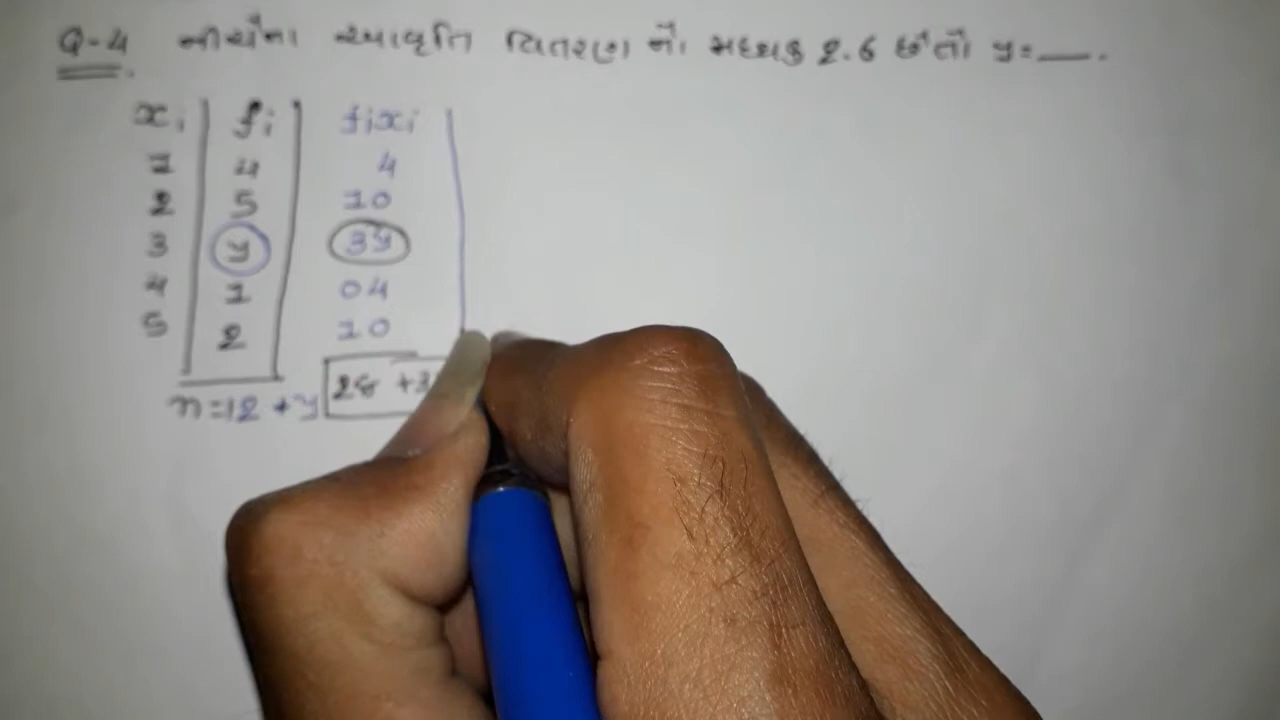 Q-4 નીચેના આવૃત્તિ વિતરણ નો મધ્યક 2.6 છે તો y=__.
xi fi fixi
1 4 4
2 5 10
3 y 3y
4 1 04
5 2 10
n=12+y 28 +3